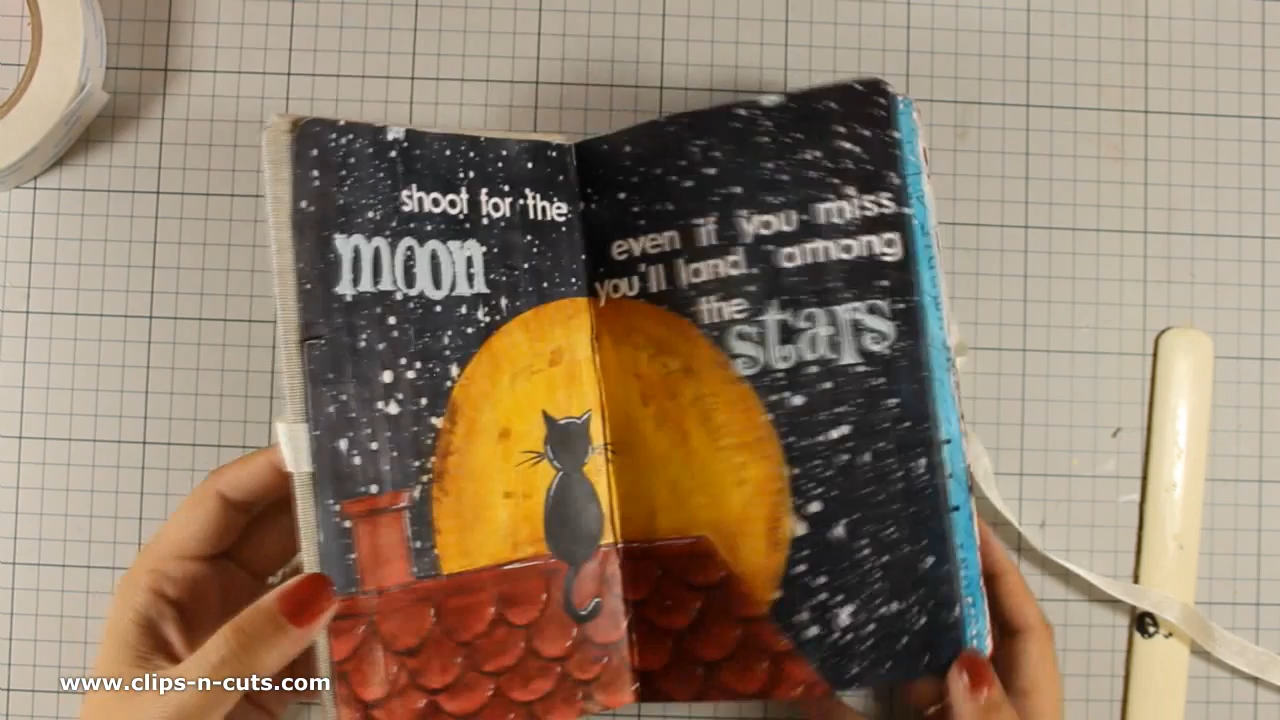 shoot for the
moon
even if you miss
you'll land among
the
stars
e.
www.clips-n-cuts.com